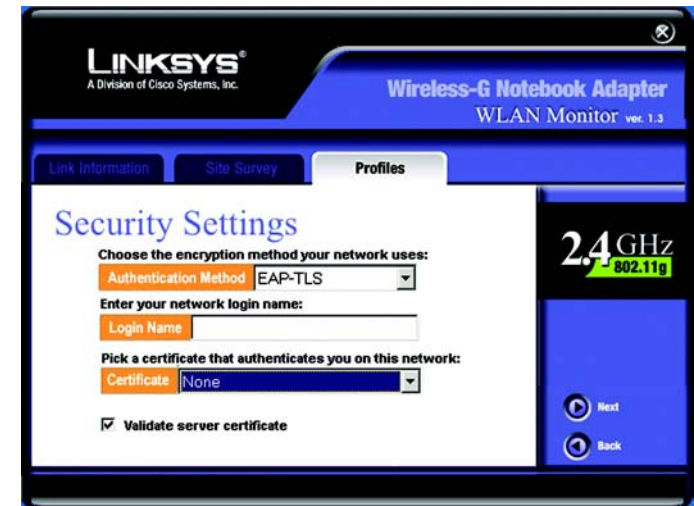 LINKSYS®
A Division of Cisco Systems, Inc.
Wireless-G Notebook Adapter
WLAN Monitor ver. 1.3
Link Information Site Survey Profiles
Security Settings
Choose the encryption method your network uses:
Authentication Method EAP-TLS
Enter your network login name:
Login Name
Pick a certificate that authenticates you on this network:
Certificate None
Validate server certificate
2.4 GHz
802.11g
Next
Back